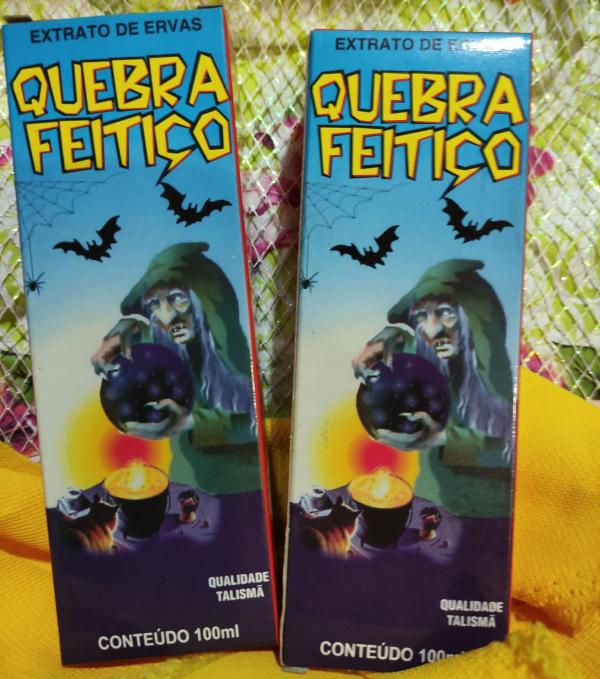 EXTRATO DE ERVAS
QUEBRA
FEITIÇO
QUALIDADE
TALISMÃ
CONTEÚDO 100ml
EXTRATO DE
QUEBRA
FEITIÇO
QUALIDADE
TALISMÃ
CONTEÚDO